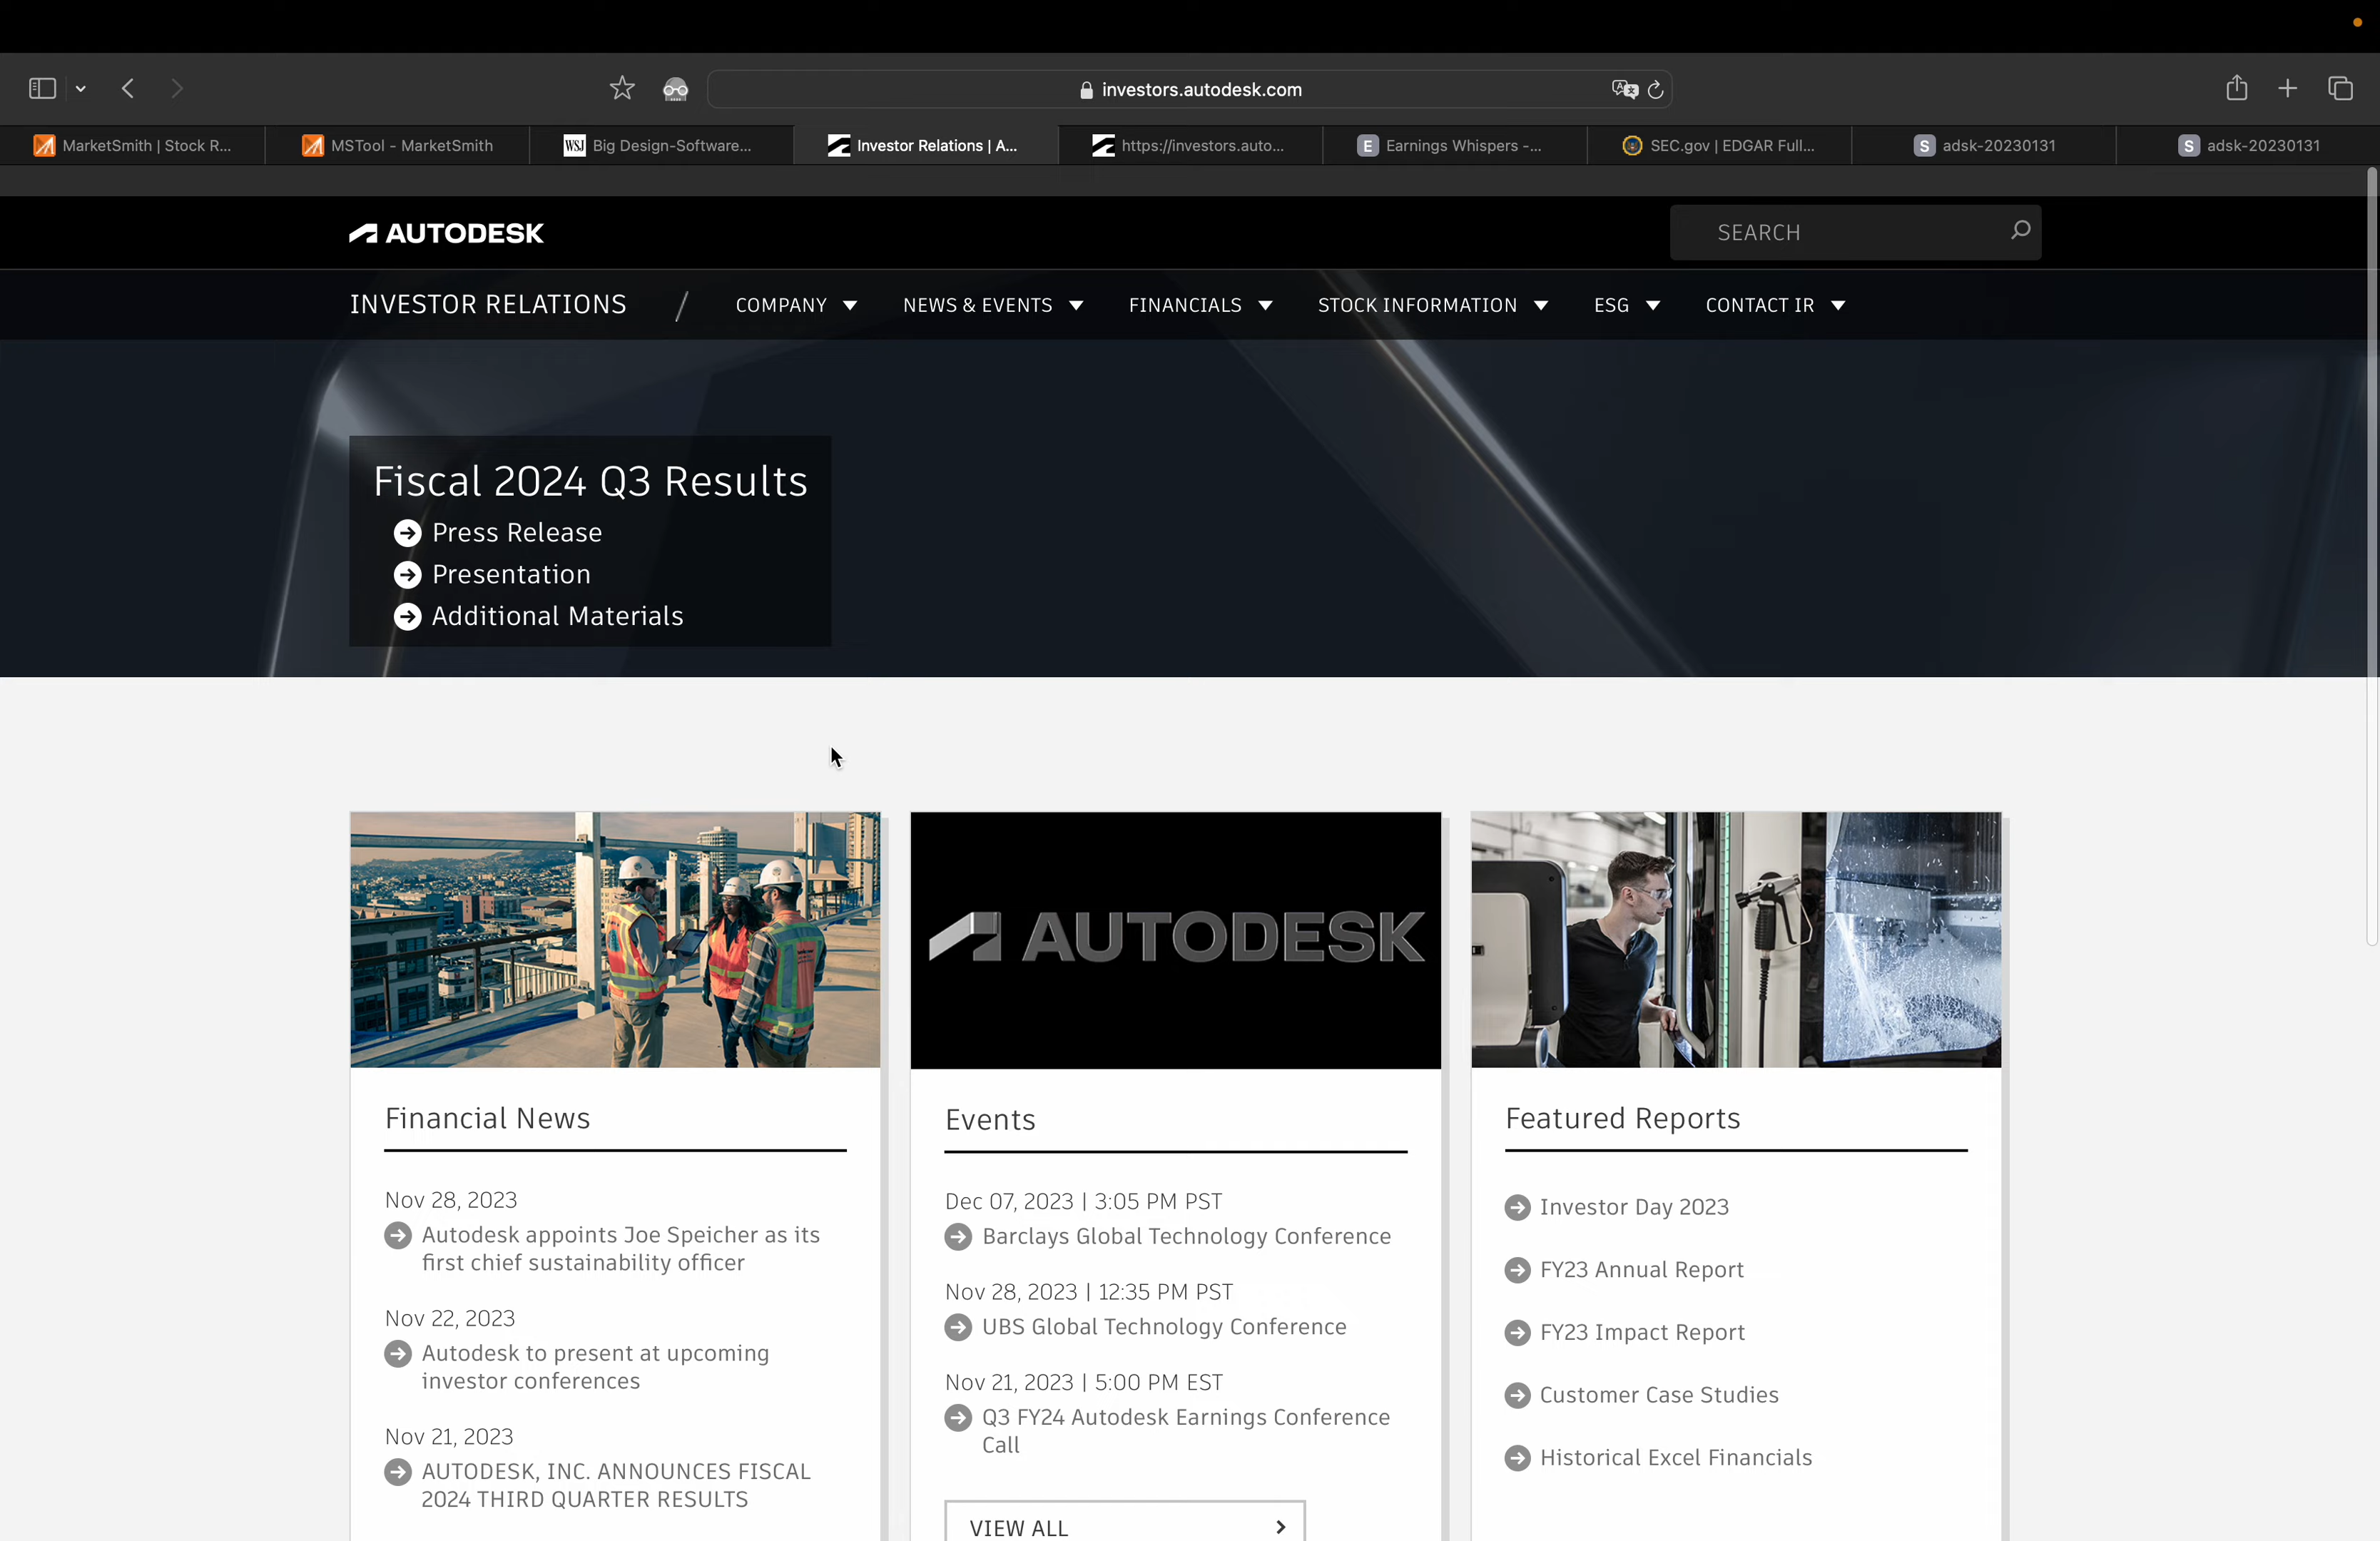 investors.autodesk.com
MarketSmith | Stock R...
MSTool - MarketSmith
WSJ
Big Design-Software...
Investor Relations | A...
https://investors.auto...
E
Earnings Whispers -...
SEC.gov | EDGAR Full...
S
adsk-20230131
S
adsk-20230131
AUTODESK
SEARCH
INVESTOR RELATIONS
COMPANY
NEWS & EVENTS
FINANCIALS
STOCK INFORMATION
ESG
CONTACT IR
Fiscal 2024 Q3 Results
Press Release
Presentation
Additional Materials
Financial News
Nov 28, 2023
Autodesk appoints Joe Speicher as its
first chief sustainability officer
Nov 22, 2023
Autodesk to present at upcoming
investor conferences
Nov 21, 2023
AUTODESK, INC. ANNOUNCES FISCAL
2024 THIRD QUARTER RESULTS
AUTODESK
Events
Dec 07, 2023 | 3:05 PM PST
Barclays Global Technology Conference
Nov 28, 2023 | 12:35 PM PST
UBS Global Technology Conference
Nov 21, 2023 | 5:00 PM EST
Q3 FY24 Autodesk Earnings Conference
Call
VIEW ALL
Featured Reports
Investor Day 2023
FY23 Annual Report
FY23 Impact Report
Customer Case Studies
Historical Excel Financials